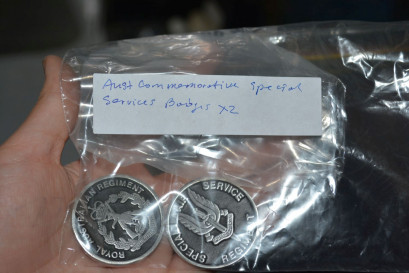 Aust Commemorative Special
Services Badges x2
ROYAL AUSTRALIAN REGIMENT
SPECIAL AIR SERVICE REGIMENT